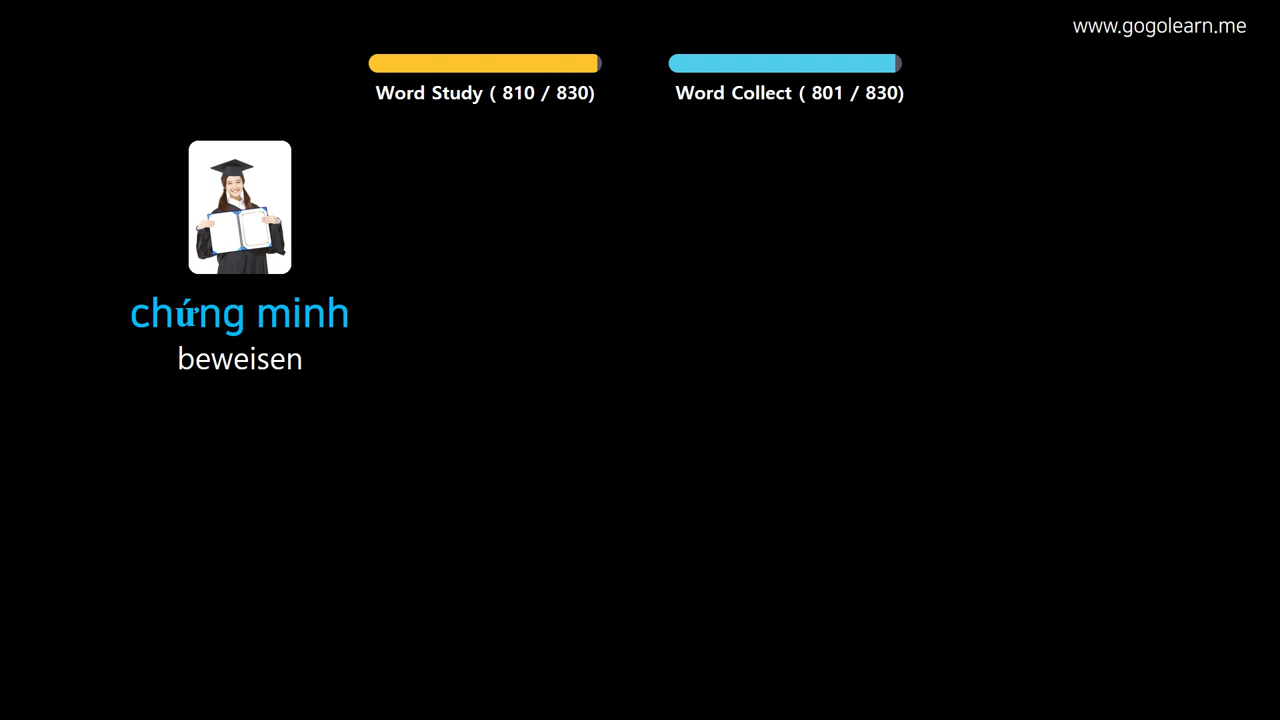 www.gogolearn.me
Word Study ( 810 / 830)
Word Collect ( 801 / 830)
chứng minh
beweisen